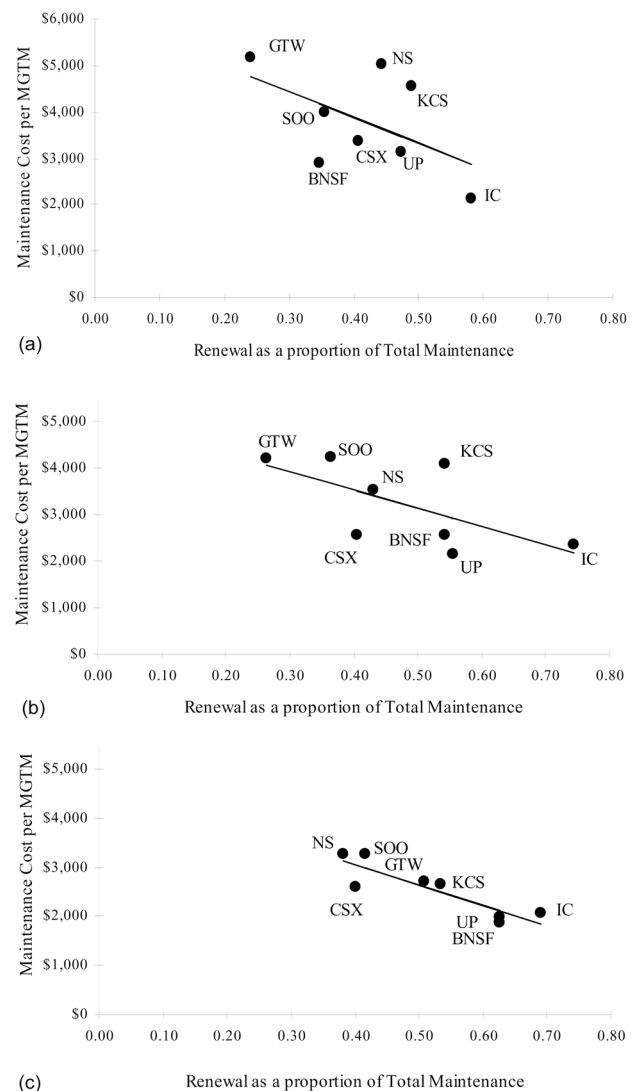 $6,000
GTW
NS
$5,000
KCS
$4,000
SOO
$3,000
CSX
UP
BNSF
$2,000
IC
$1,000
$0
Maintenance Cost per MGTM
0.00 0.10 0.20 0.30 0.40 0.50 0.60 0.70 0.80
(a)
Renewal as a proportion of Total Maintenance
$5,000
GTW
SOO
KCS
$4,000
NS
$3,000
CSX
BNSF
$2,000
UP
IC
$1,000
$0
Maintenance Cost per MGTM
0.00 0.10 0.20 0.30 0.40 0.50 0.60 0.70 0.80
(b)
Renewal as a proportion of Total Maintenance
$5,000
$4,000
NS
SOO
GTW
$3,000
KCS
CSX
$2,000
UP
IC
BNSF
$1,000
$0
Maintenance Cost per MGTM
0.00 0.10 0.20 0.30 0.40 0.50 0.60 0.70 0.80
(c)
Renewal as a proportion of Total Maintenance